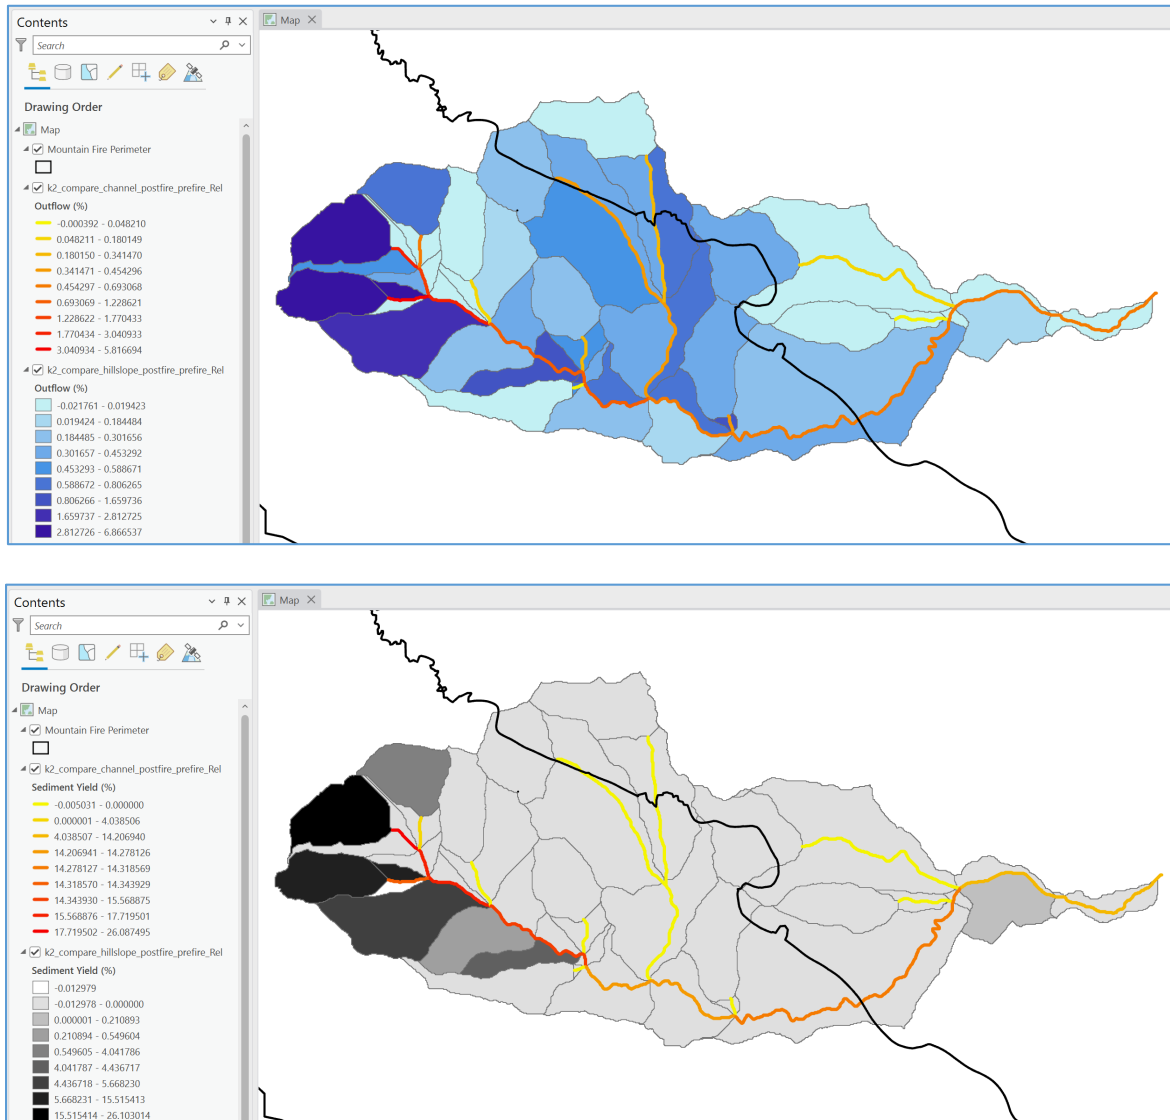 Contents
Map
Search
Drawing Order
Map
Mountain Fire Perimeter
k2_compare_channel_postfire_prefire_Rel
Outflow (%)
-0.000392 - 0.048210
0.048211 - 0.180149
0.180150 - 0.341470
0.341471 - 0.454296
0.454297 - 0.693068
0.693069 - 1.228621
1.228622 - 1.770433
1.770434 - 3.040933
3.040934 - 5.816694
k2_compare_hillslope_postfire_prefire_Rel
Outflow (%)
-0.021761 - 0.019423
0.019424 - 0.184484
0.184485 - 0.301656
0.301657 - 0.453292
0.453293 - 0.588671
0.588672 - 0.806265
0.806266 - 1.659736
1.659737 - 2.812725
2.812726 - 6.866537
Contents
Map
Search
Drawing Order
Map
Mountain Fire Perimeter
k2_compare_channel_postfire_prefire_Rel
Sediment Yield (%)
-0.005031 - 0.000000
0.000001 - 4.038506
4.038507 - 14.206940
14.206941 - 14.278126
14.278127 - 14.318569
14.318570 - 14.343929
14.343930 - 15.568875
15.568876 - 17.719501
17.719502 - 26.087495
k2_compare_hillslope_postfire_prefire_Rel
Sediment Yield (%)
-0.012979
-0.012978 - 0.000000
0.000001 - 0.210893
0.210894 - 0.549604
0.549605 - 4.041786
4.041787 - 4.436717
4.436718 - 5.668230
5.668231 - 15.515413
15.515414 - 26.103014